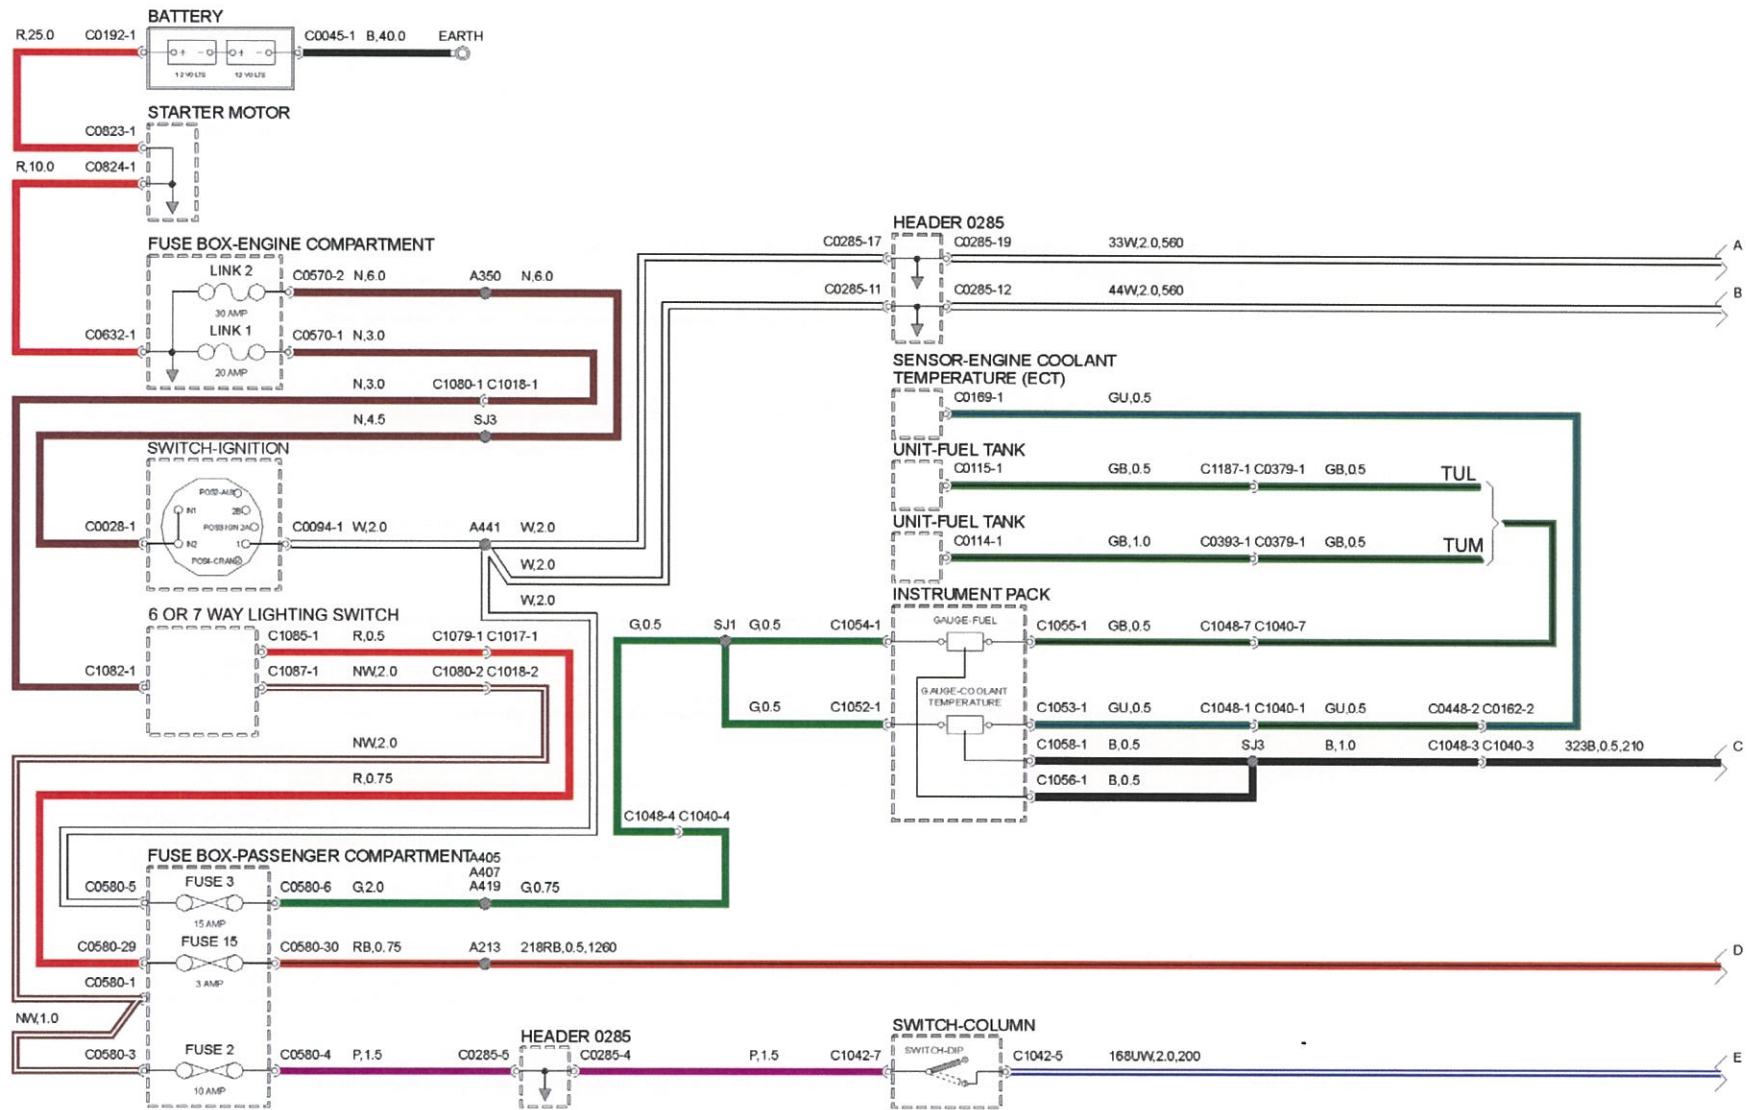 BATTERY
R,25.0 C0192-1 C0045-1 B,40.0 EARTH
12 VOLTS 12 VOLTS
STARTER MOTOR
C0823-1
R,10.0 C0824-1
HEADER 0285
FUSE BOX-ENGINE COMPARTMENT C0285-17 C0285-19 33W,2.0,560 A
LINK 2 C0570-2 N,6.0 A350 N,6.0
C0285-11 C0285-12 44W,2.0,560 B
30 AMP
C0632-1 LINK 1 C0570-1 N,3.0
20 AMP
SENSOR-ENGINE COOLANT
TEMPERATURE (ECT)
N,3.0 C1080-1 C1018-1
C0169-1 GU,0.5
N,4.5 SJ3
SWITCH-IGNITION
UNIT-FUEL TANK
C0115-1 GB,0.5 C1187-1 C0379-1 GB,0.5 TUL
IN1 2B
C0028-1 C0094-1 W,2.0 A441 W,2.0
UNIT-FUEL TANK
IN2 1
C0114-1 GB,1.0 C0393-1 C0379-1 GB,0.5 TUM
W,2.0
W,2.0
INSTRUMENT PACK
6 OR 7 WAY LIGHTING SWITCH
GAUGE-FUEL
G,0.5 SJ1 G,0.5 C1054-1 C1055-1 GB,0.5 C1048-7 C1040-7
C1085-1 R,0.5 C1079-1 C1017-1
C1082-1 C1087-1 NW,2.0 C1080-2 C1018-2
GAUGE-COOLANT
TEMPERATURE
G,0.5 C1052-1 C1053-1 GU,0.5 C1048-1 C1040-1 GU,0.5 C0448-2 C0162-2
NW,2.0 C1058-1 B,0.5 SJ3 B,1.0 C1048-3 C1040-3 323B,0.5,210 C
R,0.75 C1056-1 B,0.5
C1048-4 C1040-4
FUSE BOX-PASSENGER COMPARTMENT A405
A407
C0580-5 FUSE 3 C0580-6 G,2.0 A419 G,0.75
15 AMP
C0580-29 FUSE 15 C0580-30 RB,0.75 A213 218RB,0.5,1260 D
C0580-1 3 AMP
NW,1.0
HEADER 0285 SWITCH-COLUMN
C0580-3 FUSE 2 C0580-4 P,1.5 C0285-5 C0285-4 P,1.5 C1042-7 SWITCH-DIP C1042-5 168UW,2.0,200 E
10 AMP